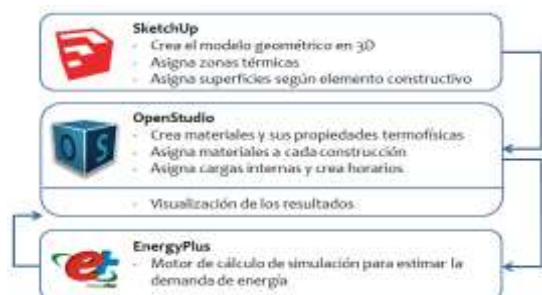 SketchUp
- Crea el modelo geométrico en 3D
- Asigna zonas térmicas
- Asigna superficies según elemento constructivo
OS
OpenStudio
- Crea materiales y sus propiedades termofísicas
- Asigna materiales a cada construcción
- Asigna cargas internas y crea horarios
- Visualización de los resultados
EnergyPlus
- Motor de cálculo de simulación para estimar la
demanda de energía